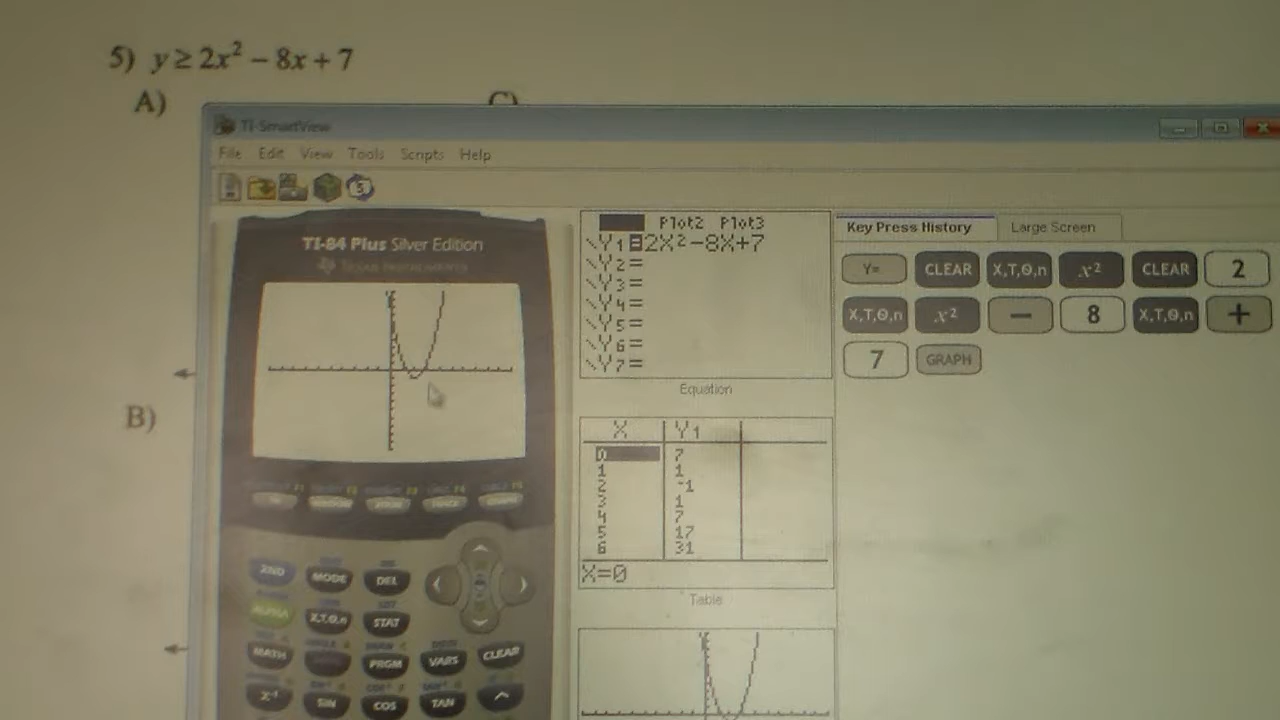 5) y ≥ 2x² − 8x + 7
A)
C)
B)
TI-SmartView
File Edit View Tools Scripts Help
TI-84 Plus Silver Edition
TEXAS INSTRUMENTS
2ND MODE DEL
ALPHA X,T,Θ,n STAT
MATH PRGM VARS CLEAR
X⁻¹ SIN COS TAN ^
Plot2 Plot3
\Y₁=2X²−8X+7
\Y₂=
\Y₃=
\Y₄=
\Y₅=
\Y₆=
\Y₇=
Equation
X Y₁
0 7
1 1
2 -1
3 1
4 7
5 17
6 31
X=0
Table
Key Press History Large Screen
Y= CLEAR X,T,Θ,n x² CLEAR 2
X,T,Θ,n x² − 8 X,T,Θ,n +
7 GRAPH